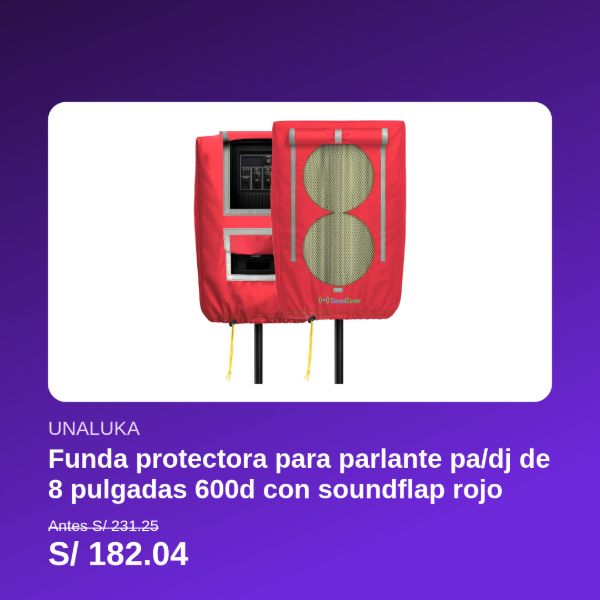 SoundCover
UNALUKA
Funda protectora para parlante pa/dj de
8 pulgadas 600d con soundflap rojo
Antes S/ 231.25
S/ 182.04